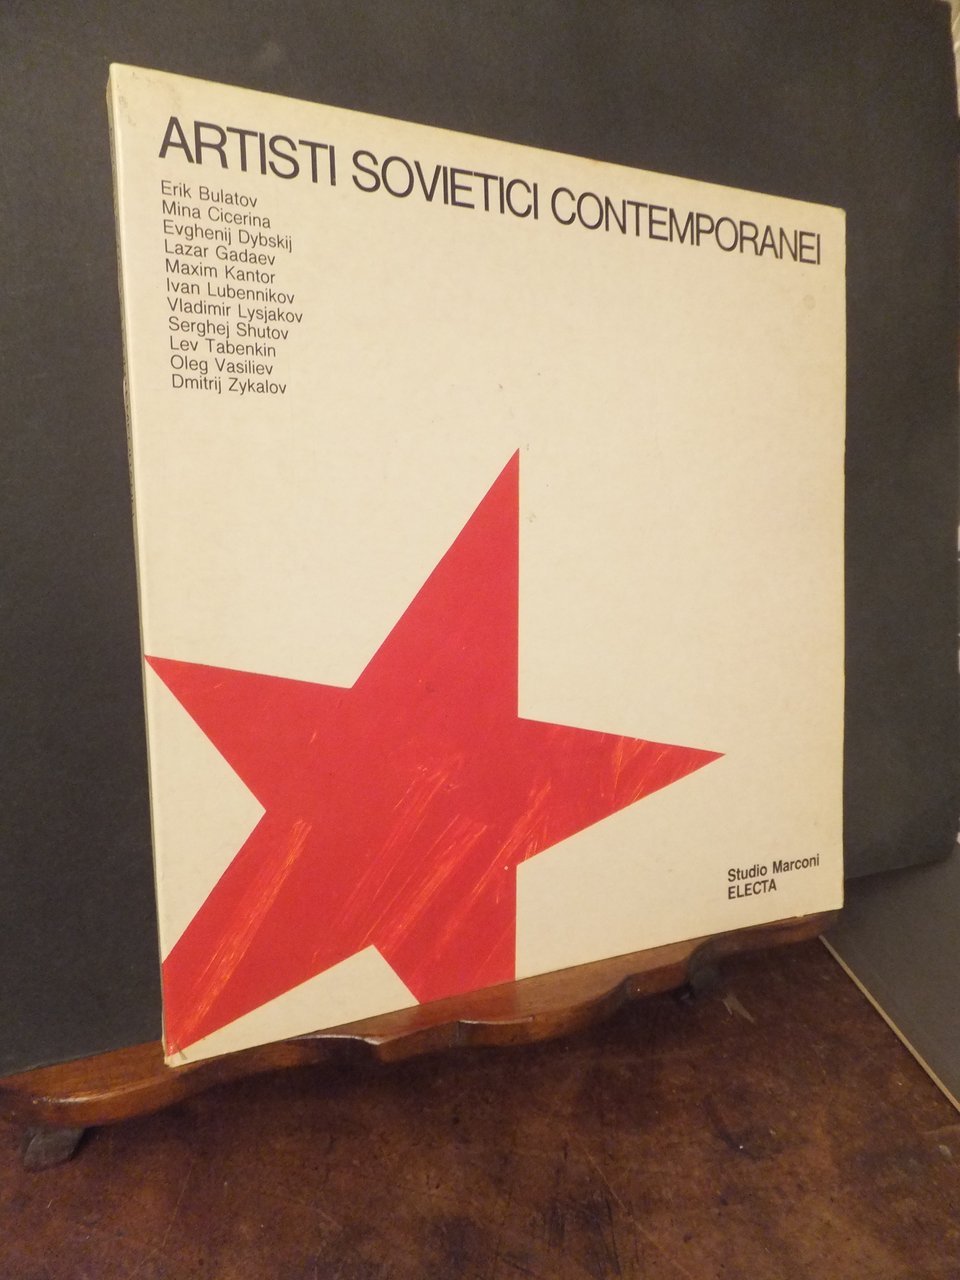 ARTISTI SOVIETICI CONTEMPORANEI
Erik Bulatov
Mina Cicerina
Evghenij Dybskij
Lazar Gadaev
Maxim Kantor
Ivan Lubennikov
Vladimir Lysjakov
Serghej Shutov
Lev Tabenkin
Oleg Vasiliev
Dmitrij Zykalov
Studio Marconi
ELECTA